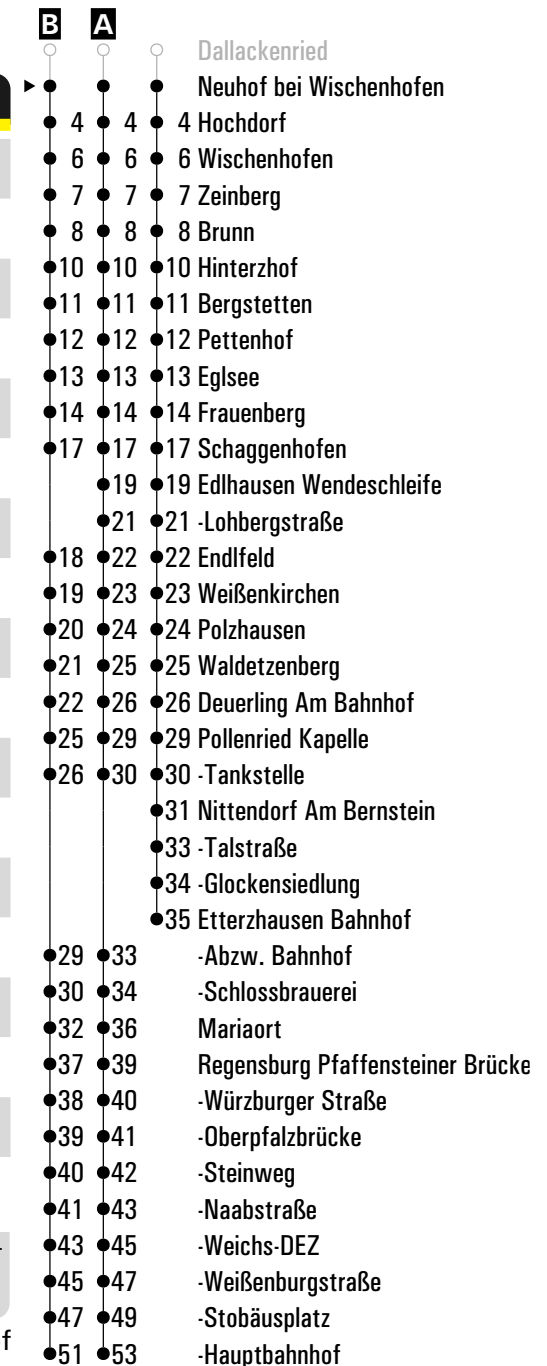 B A
Dallackenried
Neuhof bei Wischenhofen
4 4 4 Hochdorf
6 6 6 Wischenhofen
7 7 7 Zeinberg
8 8 8 Brunn
10 10 10 Hinterzhof
11 11 11 Bergstetten
12 12 12 Pettenhof
13 13 13 Eglsee
14 14 14 Frauenberg
17 17 17 Schaggenhofen
19 19 Edlhausen Wendeschleife
21 21 -Lohbergstraße
18 22 22 Endlfeld
19 23 23 Weißenkirchen
20 24 24 Polzhausen
21 25 25 Waldetzenberg
22 26 26 Deuerling Am Bahnhof
25 29 29 Pollenried Kapelle
26 30 30 -Tankstelle
31 Nittendorf Am Bernstein
33 -Talstraße
34 -Glockensiedlung
35 Etterzhausen Bahnhof
29 33 -Abzw. Bahnhof
30 34 -Schlossbrauerei
32 36 Mariaort
37 39 Regensburg Pfaffensteiner Brücke
38 40 -Würzburger Straße
39 41 -Oberpfalzbrücke
40 42 -Steinweg
41 43 -Naabstraße
43 45 -Weichs-DEZ
45 47 -Weißenburgstraße
47 49 -Stobäusplatz
f 51 53 -Hauptbahnhof